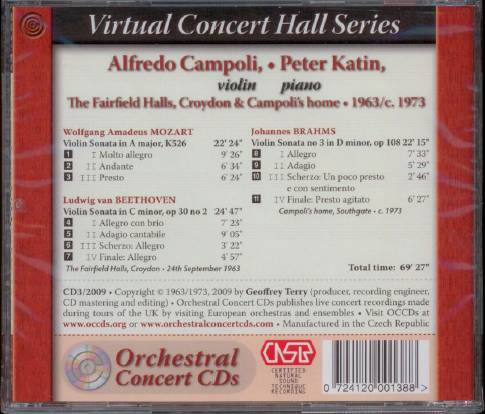 Virtual Concert Hall Series
Alfredo Campoli, • Peter Katin,
violin piano
The Fairfield Halls, Croydon & Campoli's home • 1963/c. 1973
Wolfgang Amadeus MOZART
Violin Sonata in A major, K526 22' 24"
1 I Molto allegro 9' 26"
2 II Andante 6' 34"
3 III Presto 6' 24"
Ludwig van BEETHOVEN
Violin Sonata in C minor, op 30 no 2 24' 47"
4 I Allegro con brio 7' 23"
5 II Adagio cantabile 9' 05"
6 III Scherzo: Allegro 3' 22"
7 IV Finale: Allegro 4' 57"
The Fairfield Halls, Croydon • 24th September 1963
Johannes BRAHMS
Violin Sonata no 3 in D minor, op 108 22' 15"
8 I Allegro 7' 33"
9 II Adagio 5' 29"
10 III Scherzo: Un poco presto 2' 46"
e con sentimento
11 IV Finale: Presto agitato 6' 27"
Campoli's home, Southgate • c. 1973
Total time: 69' 27"
CD3/2009 • Copyright © 1963/1973, 2009 by Geoffrey Terry (producer, recording engineer,
CD mastering and editing) • Orchestral Concert CDs publishes live concert recordings made
during tours of the UK by visiting European orchestras and ensembles • Visit OCCDs at
www.occds.org or www.orchestralconcertcds.com • Manufactured in the Czech Republic
Orchestral
Concert CDs
CNSTR
CERTIFIED
NATURAL
SOUND
TECHNIQUE
RECORDING
0 724120 001388 >